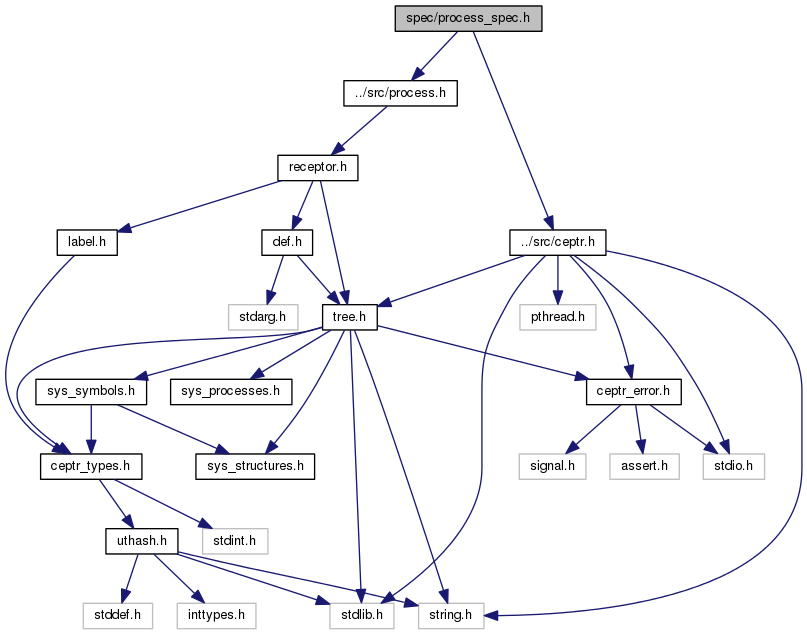 spec/process_spec.h
../src/process.h
receptor.h
label.h
def.h
../src/ceptr.h
stdarg.h
tree.h
pthread.h
sys_symbols.h
sys_processes.h
ceptr_error.h
ceptr_types.h
sys_structures.h
signal.h
assert.h
stdio.h
uthash.h
stdint.h
stddef.h
inttypes.h
stdlib.h
string.h